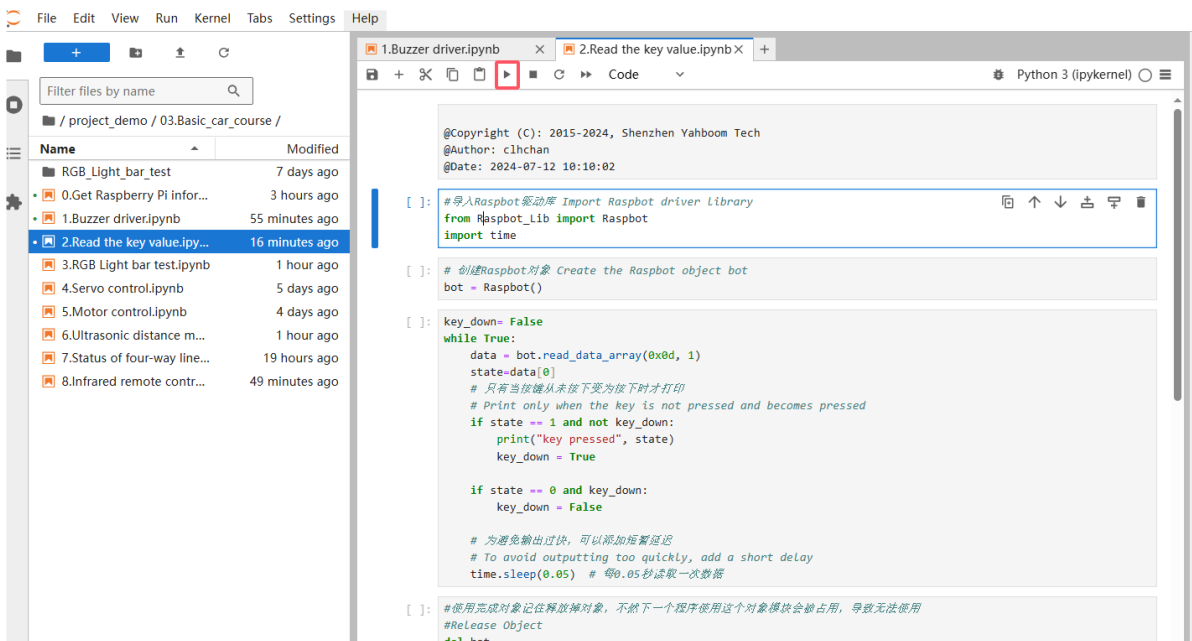 File Edit View Run Kernel Tabs Settings Help
+
Filter files by name
/ project_demo / 03.Basic_car_course /
Name Modified
RGB_Light_bar_test 7 days ago
0.Get Raspberry Pi infor... 3 hours ago
1.Buzzer driver.ipynb 55 minutes ago
2.Read the key value.ipy... 16 minutes ago
3.RGB Light bar test.ipynb 1 hour ago
4.Servo control.ipynb 5 days ago
5.Motor control.ipynb 4 days ago
6.Ultrasonic distance m... 1 hour ago
7.Status of four-way line... 19 hours ago
8.Infrared remote contr... 49 minutes ago
1.Buzzer driver.ipynb × 2.Read the key value.ipynb × +
Code Python 3 (ipykernel)
@Copyright (C): 2015-2024, Shenzhen Yahboom Tech
@Author: clhchan
@Date: 2024-07-12 10:10:02
[ ]: #导入Raspbot驱动库 Import Raspbot driver library
from Raspbot_Lib import Raspbot
import time
[ ]: # 创建Raspbot对象 Create the Raspbot object bot
bot = Raspbot()
[ ]: key_down= False
while True:
data = bot.read_data_array(0x0d, 1)
state=data[0]
# 只有当按键从未按下变为按下时才打印
# Print only when the key is not pressed and becomes pressed
if state == 1 and not key_down:
print("key pressed", state)
key_down = True
if state == 0 and key_down:
key_down = False
# 为避免输出过快，可以添加短暂延迟
# To avoid outputting too quickly, add a short delay
time.sleep(0.05) # 每0.05秒读取一次数据
[ ]: #使用完成对象记住释放掉对象，不然下一个程序使用这个对象模块会被占用，导致无法使用
#Release Object
del bot